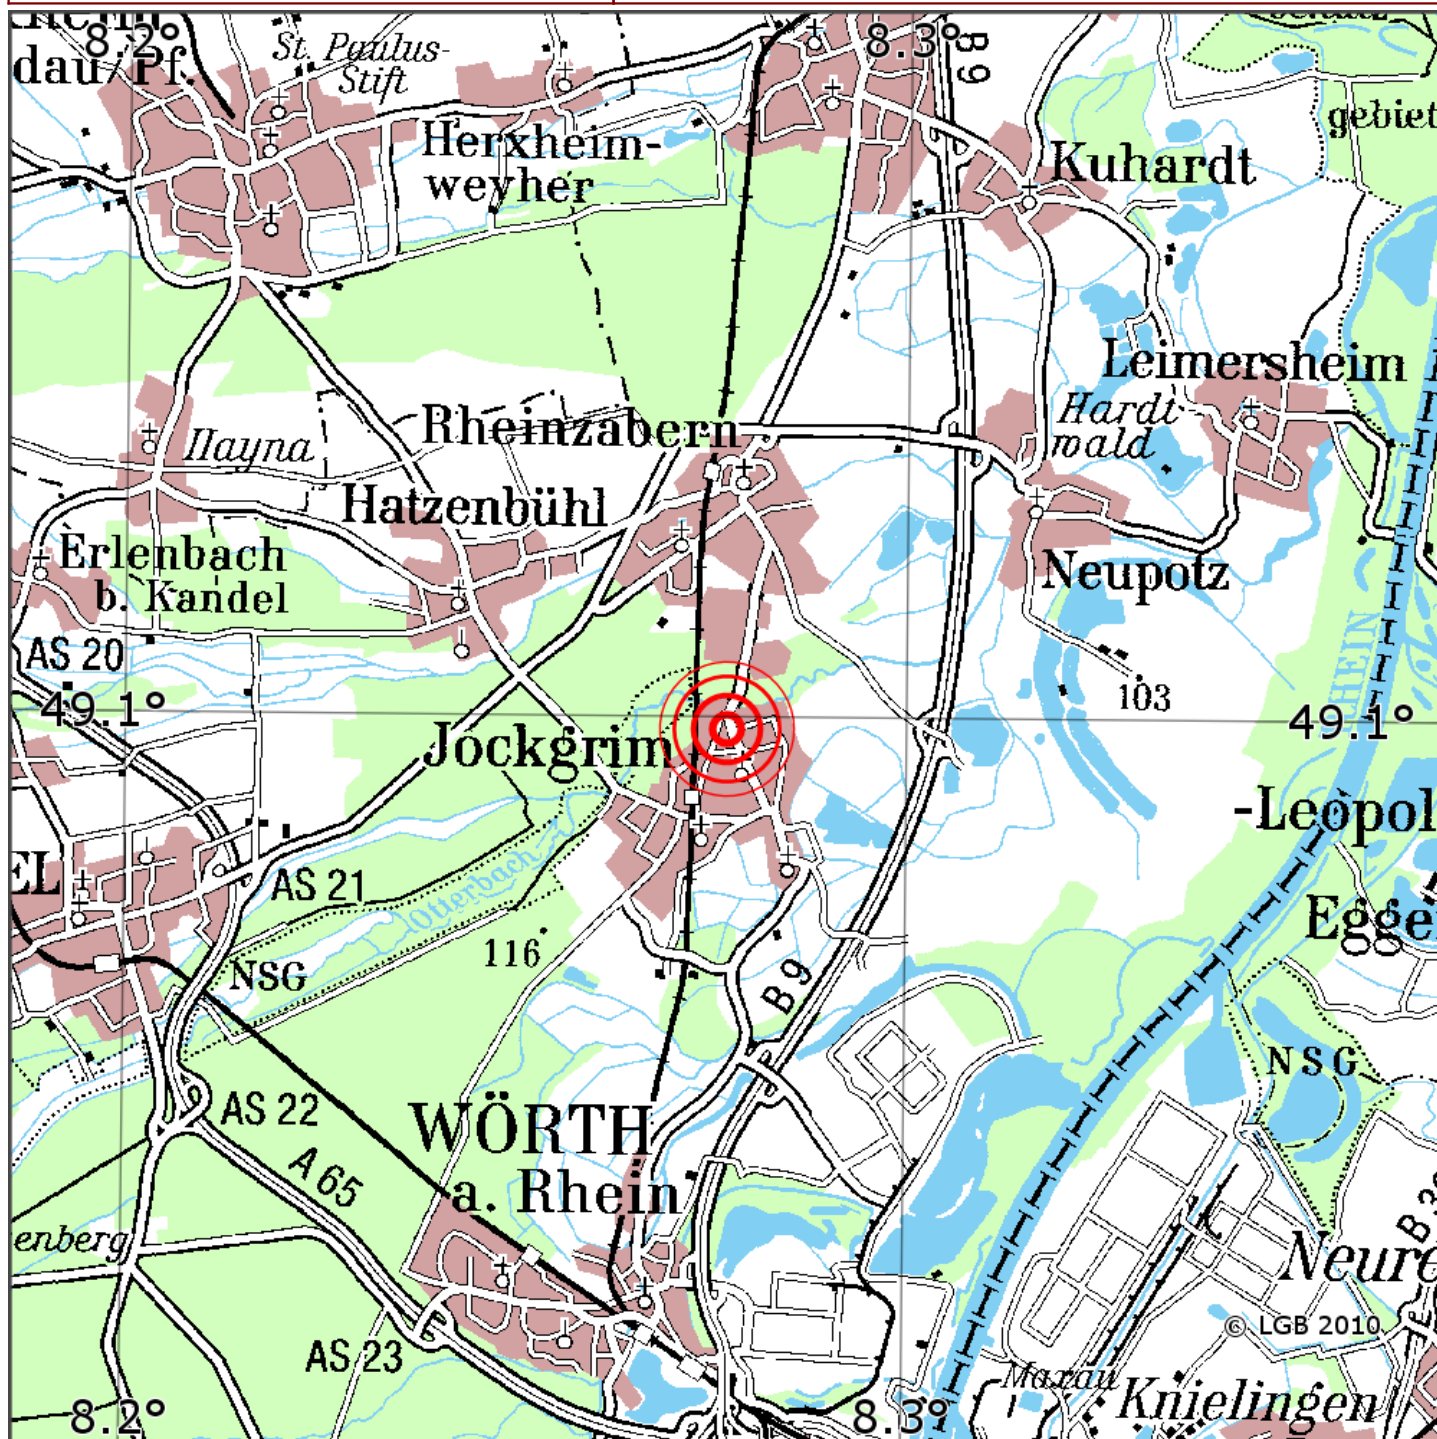 8.2°
St. Paulus-
Stift
8.3°
B 9
dau/Pf.
gebiet
Herxheim-
weyher
Kuhardt
Leimersheim
Hardt
wald
Rheinzabern
Hayna
Hatzenbühl
Erlenbach
b. Kandel
Neupotz
AS 20
RHEIN
103
49.1°
49.1°
Jockgrim
-Leopol
EL
AS 21
Otterbach
Egge
116
NSG
B 9
NSG
AS 22
WÖRTH
a. Rhein
A 65
B 3
enberg
Neure
© LGB 2010
AS 23
Maxau
Knielingen
8.2°
8.3°